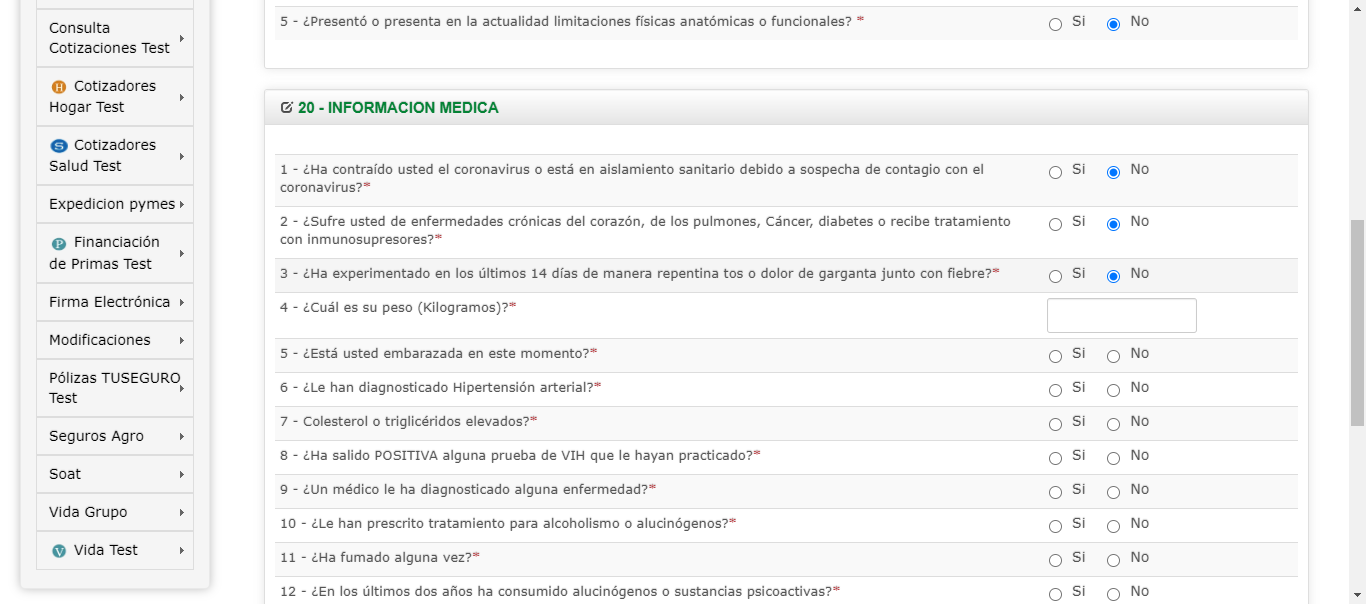 Consulta
Cotizaciones Test
H Cotizadores
Hogar Test
S Cotizadores
Salud Test
Expedicion pymes
P Financiación
de Primas Test
Firma Electrónica
Modificaciones
Pólizas TUSEGURO
Test
Seguros Agro
Soat
Vida Grupo
V Vida Test
5 - ¿Presentó o presenta en la actualidad limitaciones físicas anatómicas o funcionales? * Si No
20 - INFORMACION MEDICA
1 - ¿Ha contraído usted el coronavirus o está en aislamiento sanitario debido a sospecha de contagio con el Si No
coronavirus?*
2 - ¿Sufre usted de enfermedades crónicas del corazón, de los pulmones, Cáncer, diabetes o recibe tratamiento Si No
con inmunosupresores?*
3 - ¿Ha experimentado en los últimos 14 días de manera repentina tos o dolor de garganta junto con fiebre?* Si No
4 - ¿Cuál es su peso (Kilogramos)?*
5 - ¿Está usted embarazada en este momento?* Si No
6 - ¿Le han diagnosticado Hipertensión arterial?* Si No
7 - Colesterol o triglicéridos elevados?* Si No
8 - ¿Ha salido POSITIVA alguna prueba de VIH que le hayan practicado?* Si No
9 - ¿Un médico le ha diagnosticado alguna enfermedad?* Si No
10 - ¿Le han prescrito tratamiento para alcoholismo o alucinógenos?* Si No
11 - ¿Ha fumado alguna vez?* Si No
12 - ¿En los últimos dos años ha consumido alucinógenos o sustancias psicoactivas?* Si No